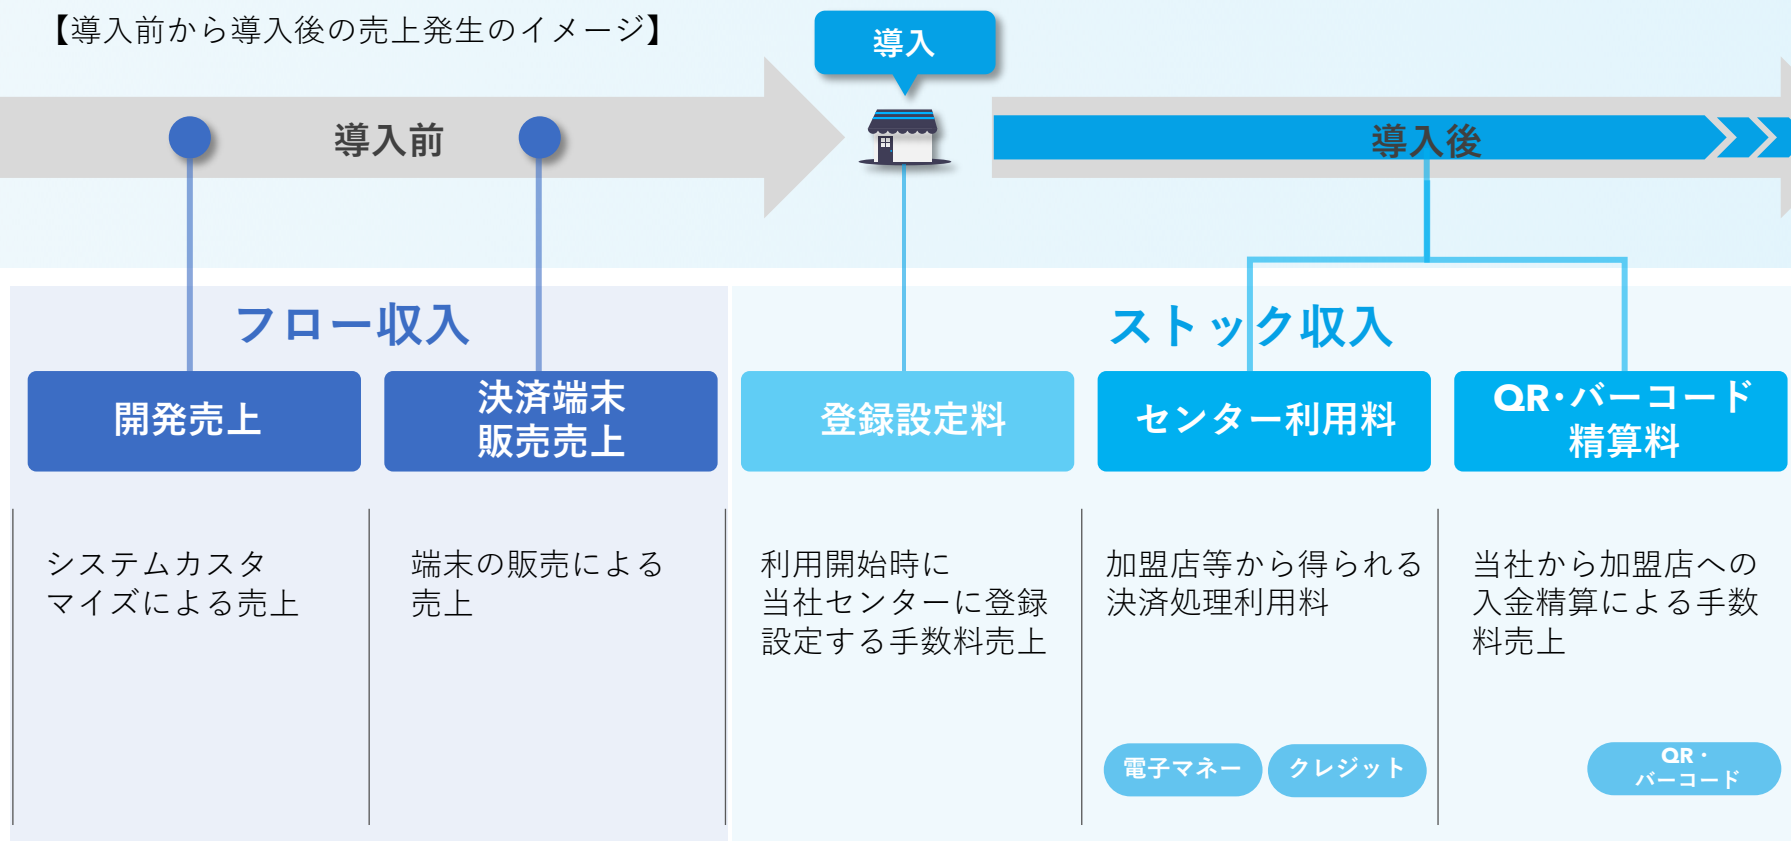 【導入前から導入後の売上発生のイメージ】
導入
導入前
導入後
フロー収入
ストック収入
開発売上
決済端末
販売売上
登録設定料
センター利用料
QR・バーコード
精算料
システムカスタ
マイズによる売上
端末の販売による
売上
利用開始時に
当社センターに登録
設定する手数料売上
加盟店等から得られる
決済処理利用料
当社から加盟店への
入金精算による手数
料売上
電子マネー
クレジット
QR・
バーコード